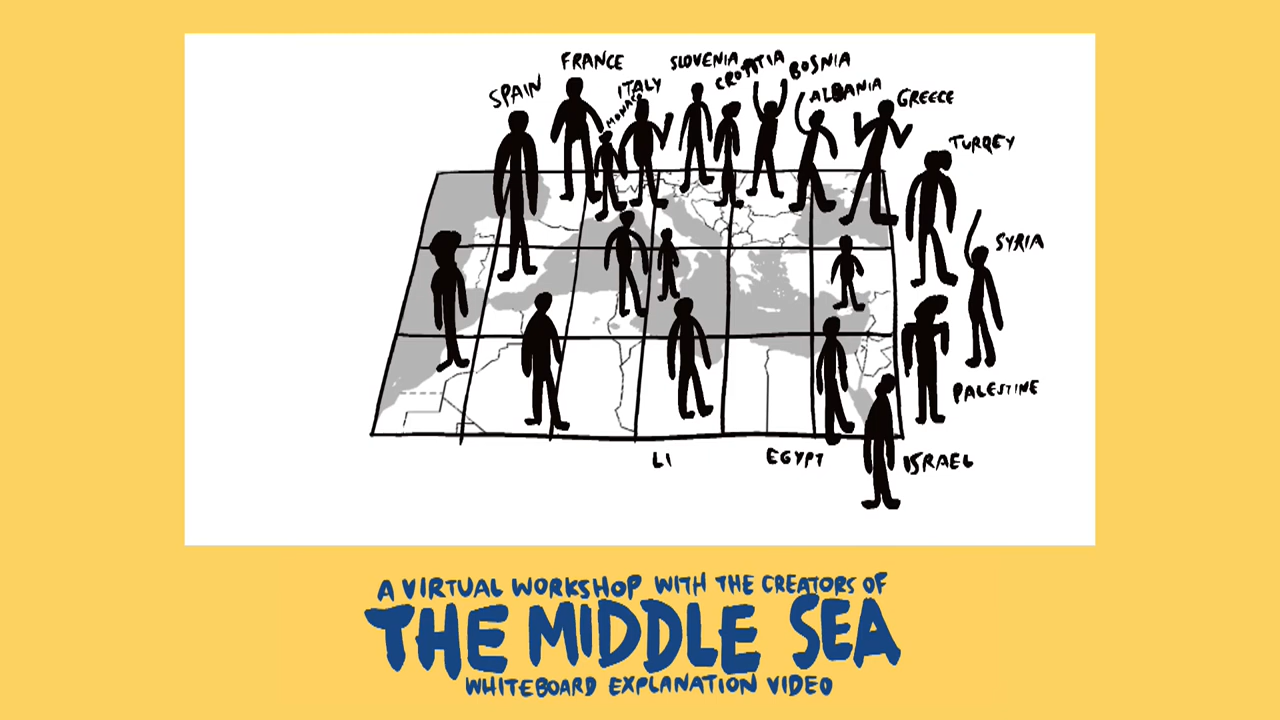 SPAIN
FRANCE
MONACO
ITALY
SLOVENIA
CROATIA
BOSNIA
ALBANIA
GREECE
TURQEY
SYRIA
PALESTINE
LI
EGYPT
ISRAEL
A VIRTUAL WORKSHOP WITH THE CREATORS OF
THE MIDDLE SEA
WHITEBOARD EXPLANATION VIDEO